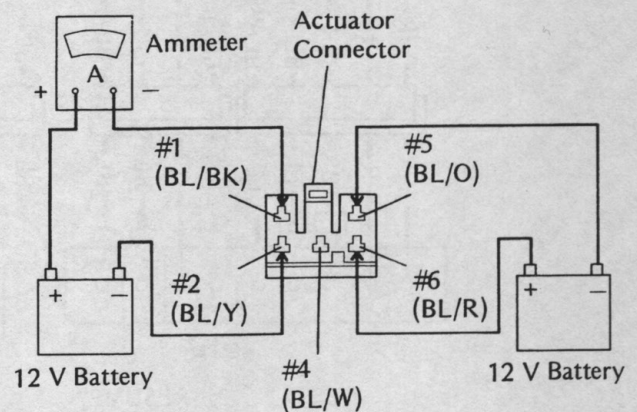 Actuator
Connector
Ammeter
A
+ −
#1
(BL/BK)
#5
(BL/O)
+ −
#2
(BL/Y)
#6
(BL/R)
+ −
12 V Battery
#4
(BL/W)
12 V Battery